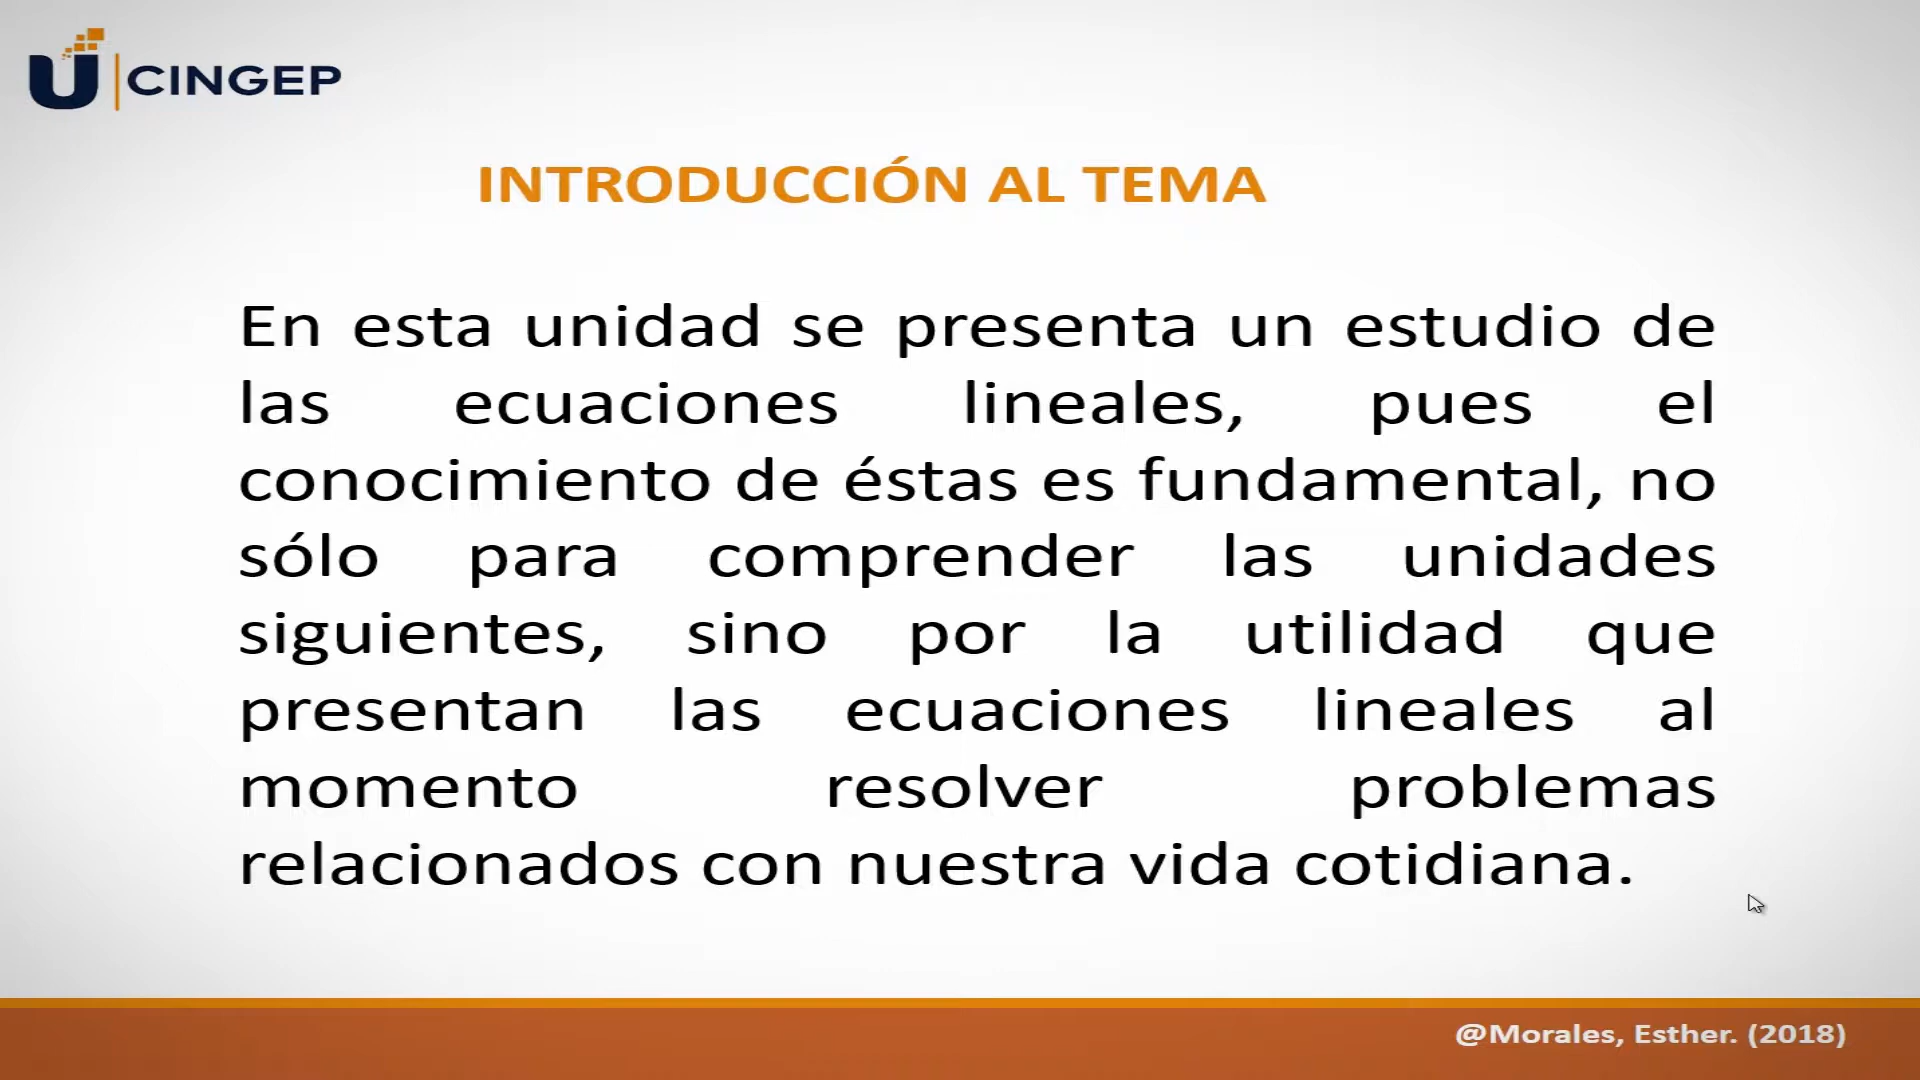 U CINGEP
INTRODUCCIÓN AL TEMA
En esta unidad se presenta un estudio de
las ecuaciones lineales, pues el
conocimiento de éstas es fundamental, no
sólo para comprender las unidades
siguientes, sino por la utilidad que
presentan las ecuaciones lineales al
momento resolver problemas
relacionados con nuestra vida cotidiana.
@Morales, Esther. (2018)